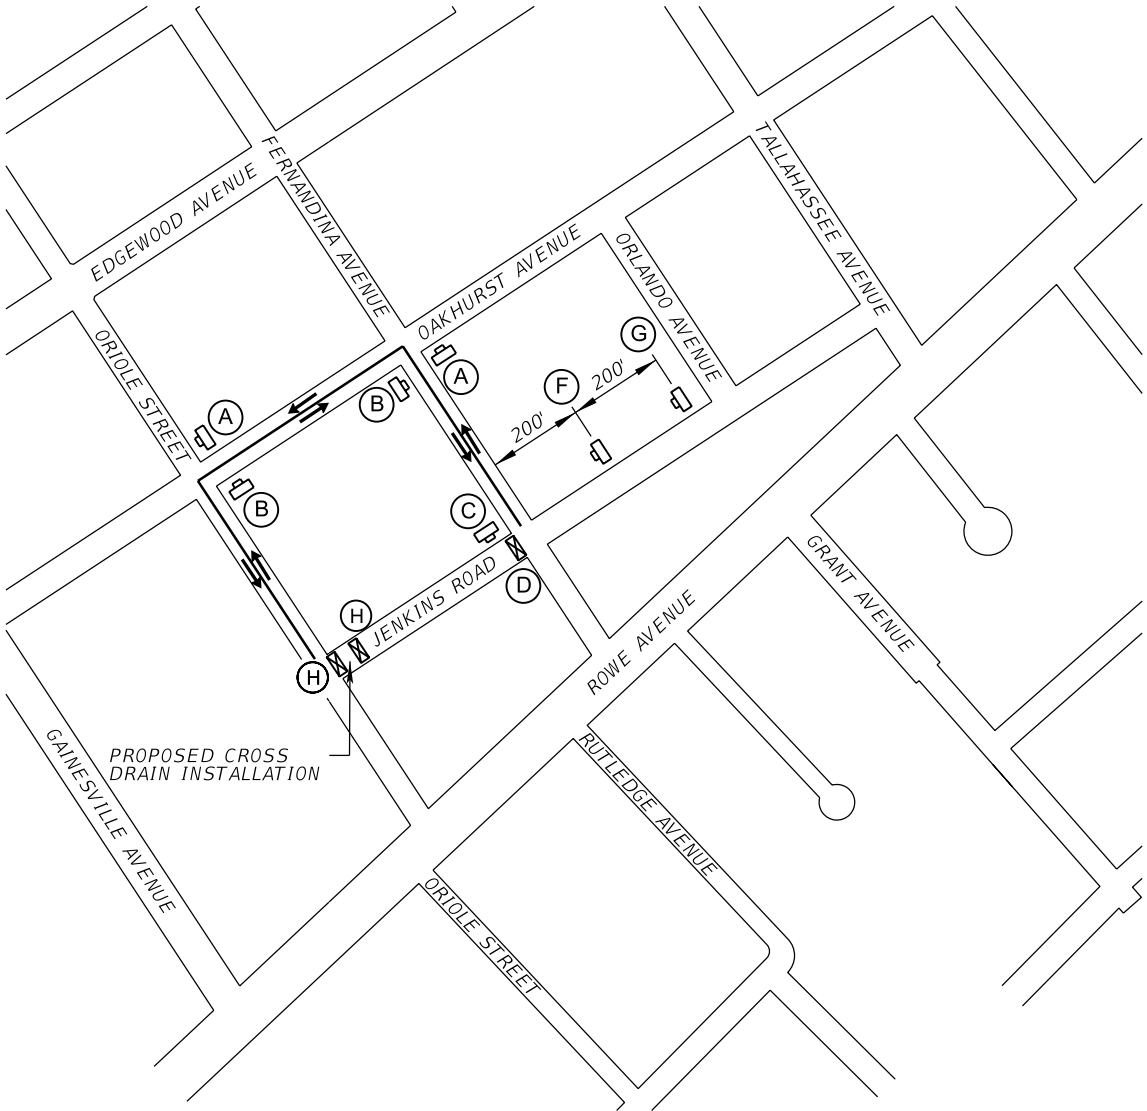 FERNANDINA AVENUE
EDGEWOOD AVENUE
TALLAHASSEE AVENUE
OAKHURST AVENUE
ORLANDO AVENUE
ORIOLE STREET
G
A
B
A
F
200'
200'
B
C
D
H
H
JENKINS ROAD
GRANT AVENUE
ROWE AVENUE
PROPOSED CROSS
DRAIN INSTALLATION
GAINESVILLE AVENUE
RUTLEDGE AVENUE
ORIOLE STREET